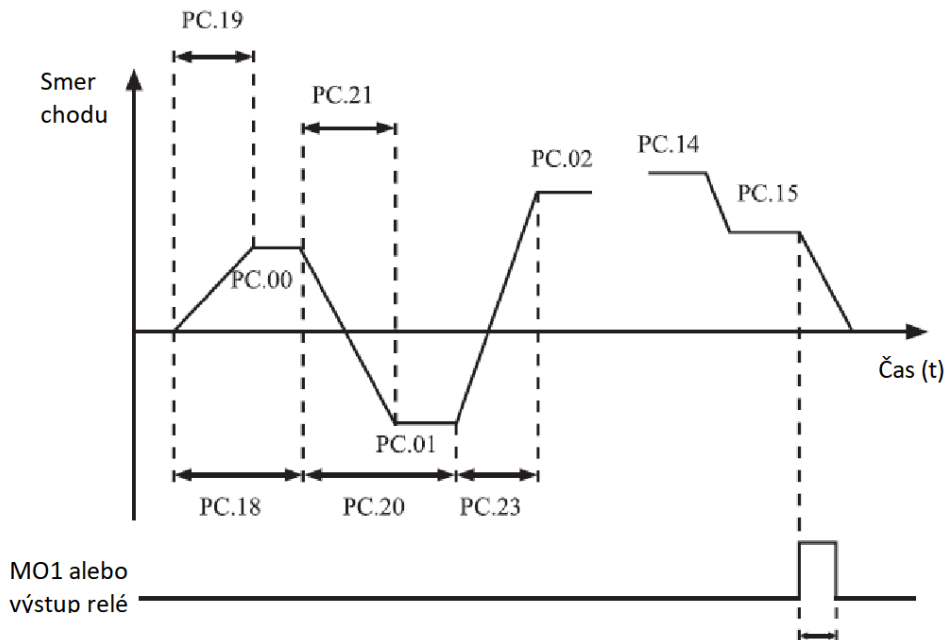 PC.19
Smer
chodu
PC.21
PC.02
PC.14
PC.15
PC.00
Čas (t)
PC.01
PC.18
PC.20
PC.23
MO1 alebo
výstup relé